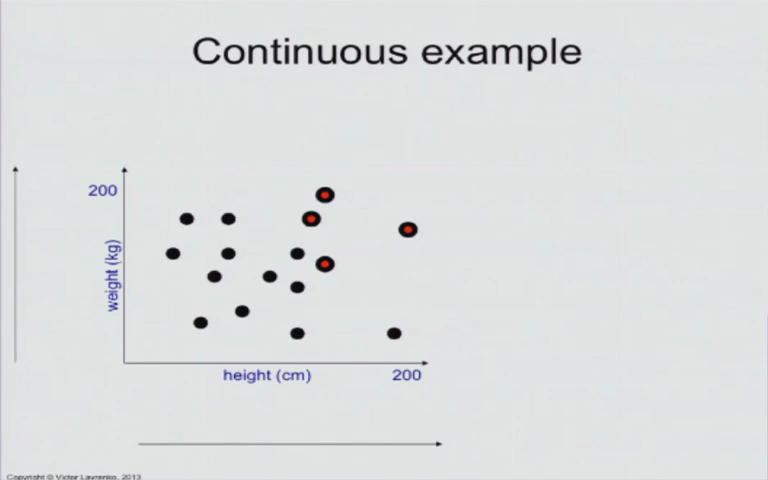 Continuous example
200
weight (kg)
height (cm)
200
Copyright © Victor Lavrenko, 2013